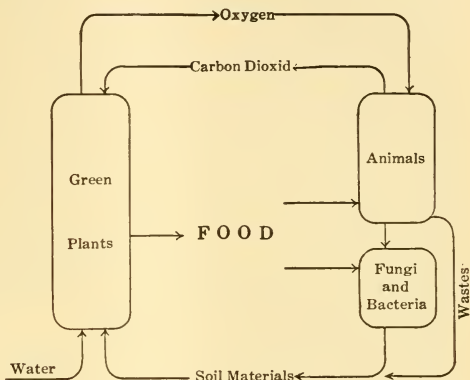 Oxygen
Carbon Dioxid
Green
Plants
Animals
FOOD
Fungi
and
Bacteria
Wastes
Water
Soil Materials